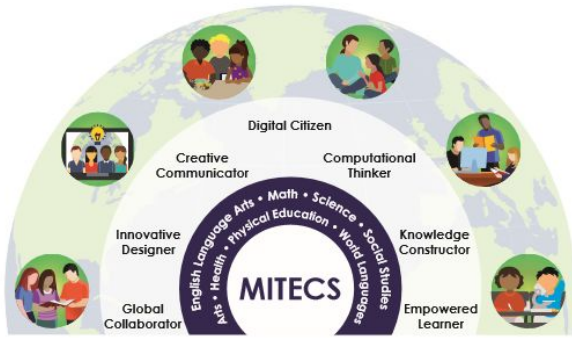 Digital Citizen
Creative
Communicator
Computational
Thinker
Innovative
Designer
Knowledge
Constructor
Global
Collaborator
Empowered
Learner
English Language Arts • Math • Science • Social Studies
Arts • Health • Physical Education • World Languages
MITECS